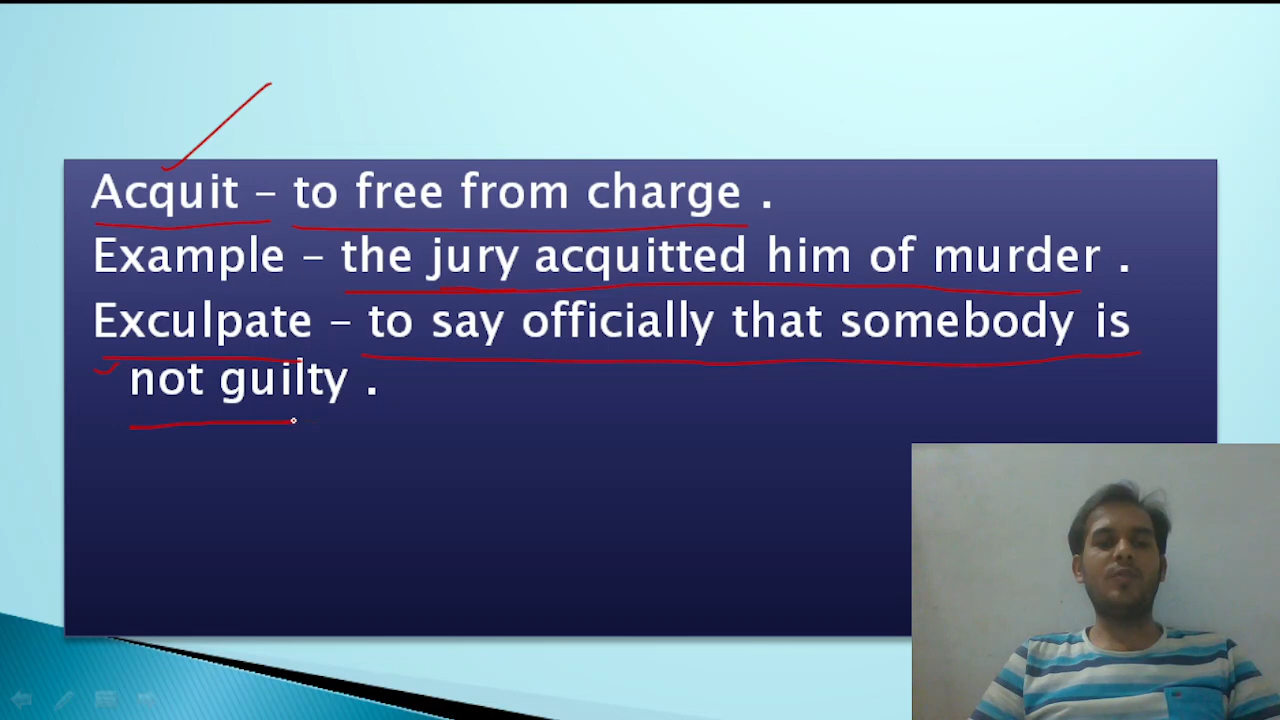 Acquit – to free from charge .
Example – the jury acquitted him of murder .
Exculpate – to say officially that somebody is
not guilty .